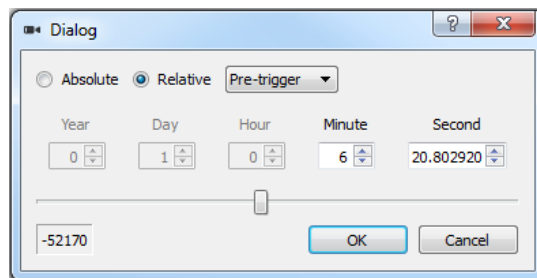 Dialog
Absolute Relative Pre-trigger
Year Day Hour Minute Second
0 1 0 6 20.802920
-52170 OK Cancel